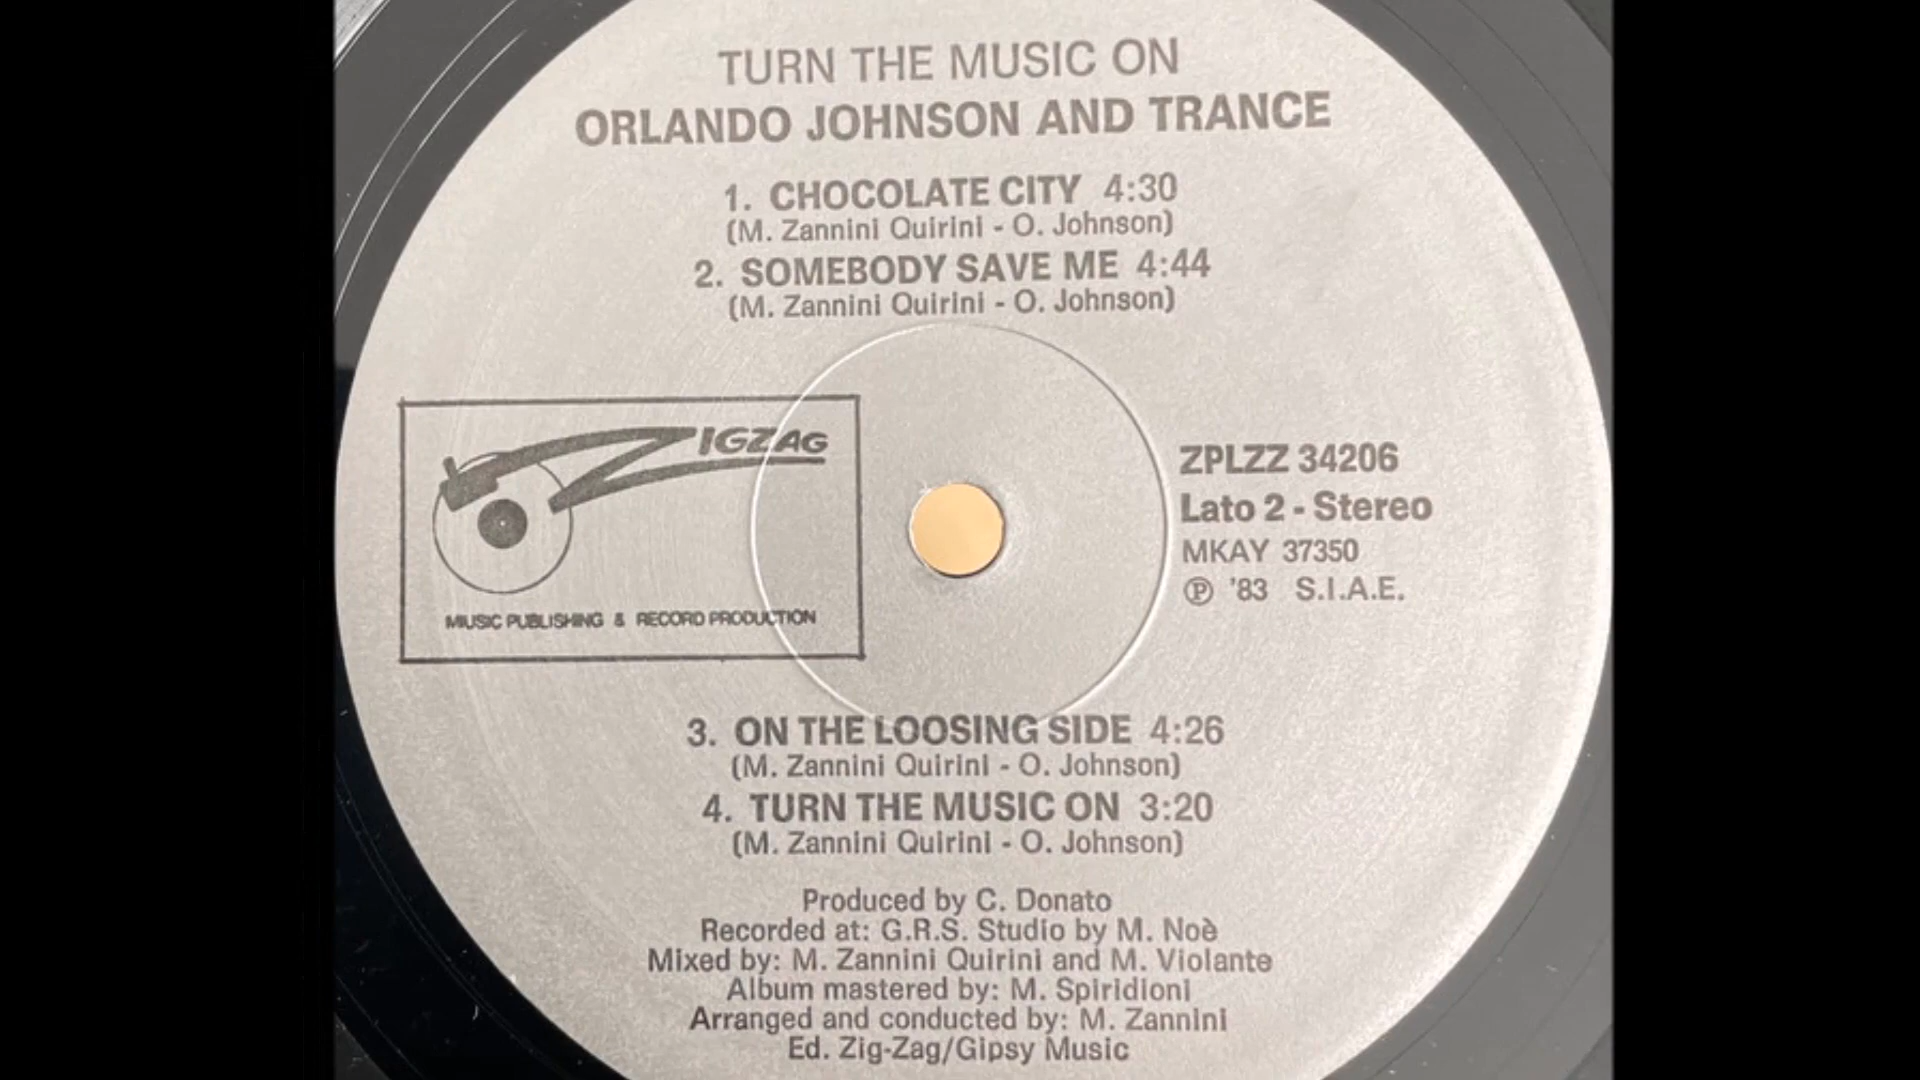 TURN THE MUSIC ON
ORLANDO JOHNSON AND TRANCE
1. CHOCOLATE CITY 4:30
(M. Zannini Quirini - O. Johnson)
2. SOMEBODY SAVE ME 4:44
(M. Zannini Quirini - O. Johnson)
ZIGZAG
MIUSIC PUBLISHING & RECORD PRODUCTION
ZPLZZ 34206
Lato 2 - Stereo
MKAY 37350
Ⓟ '83 S.I.A.E.
3. ON THE LOOSING SIDE 4:26
(M. Zannini Quirini - O. Johnson)
4. TURN THE MUSIC ON 3:20
(M. Zannini Quirini - O. Johnson)
Produced by C. Donato
Recorded at: G.R.S. Studio by M. Noè
Mixed by: M. Zannini Quirini and M. Violante
Album mastered by: M. Spiridioni
Arranged and conducted by: M. Zannini
Ed. Zig-Zag/Gipsy Music